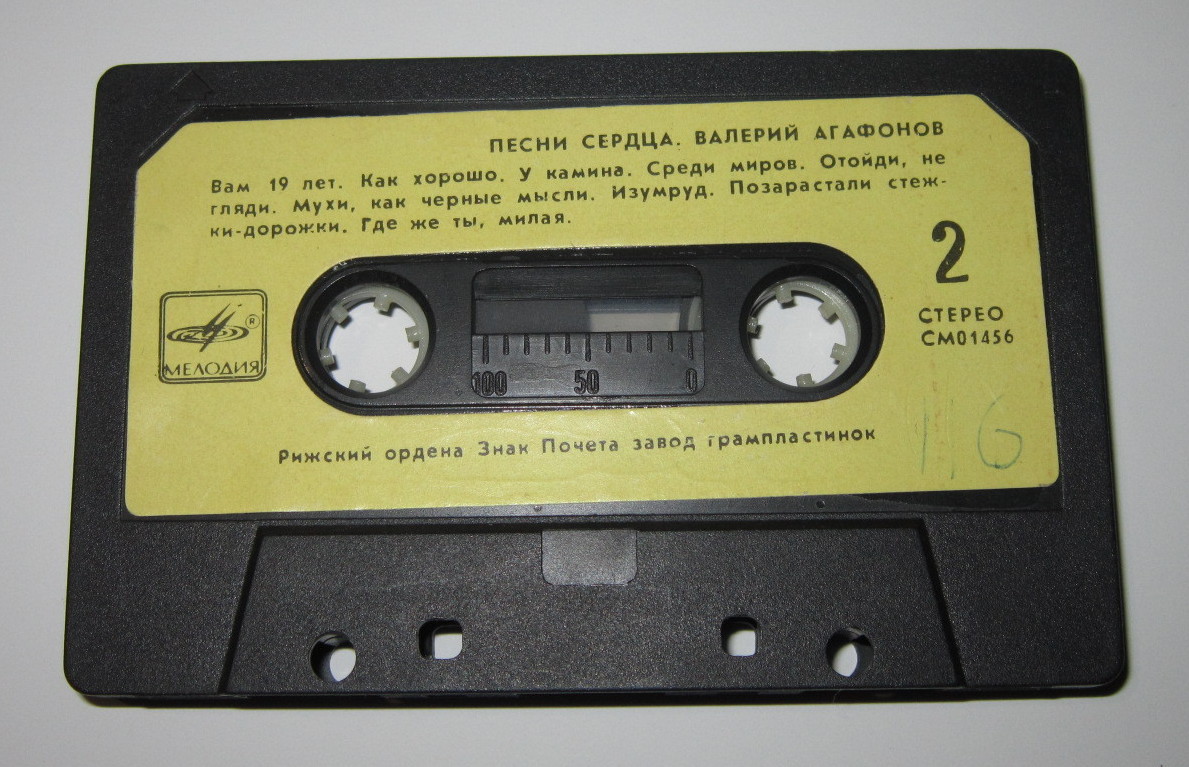 ПЕСНИ СЕРДЦА. ВАЛЕРИЙ АГАФОНОВ
Вам 19 лет. Как хорошо. У камина. Среди миров. Отойди, не
гляди. Мухи, как черные мысли. Изумруд. Позарастали стеж-
ки-дорожки. Где же ты, милая.
2
СТЕРЕО
СМ01456
®
МЕЛОДИЯ
100 50 0
Рижский ордена Знак Почета завод грампластинок